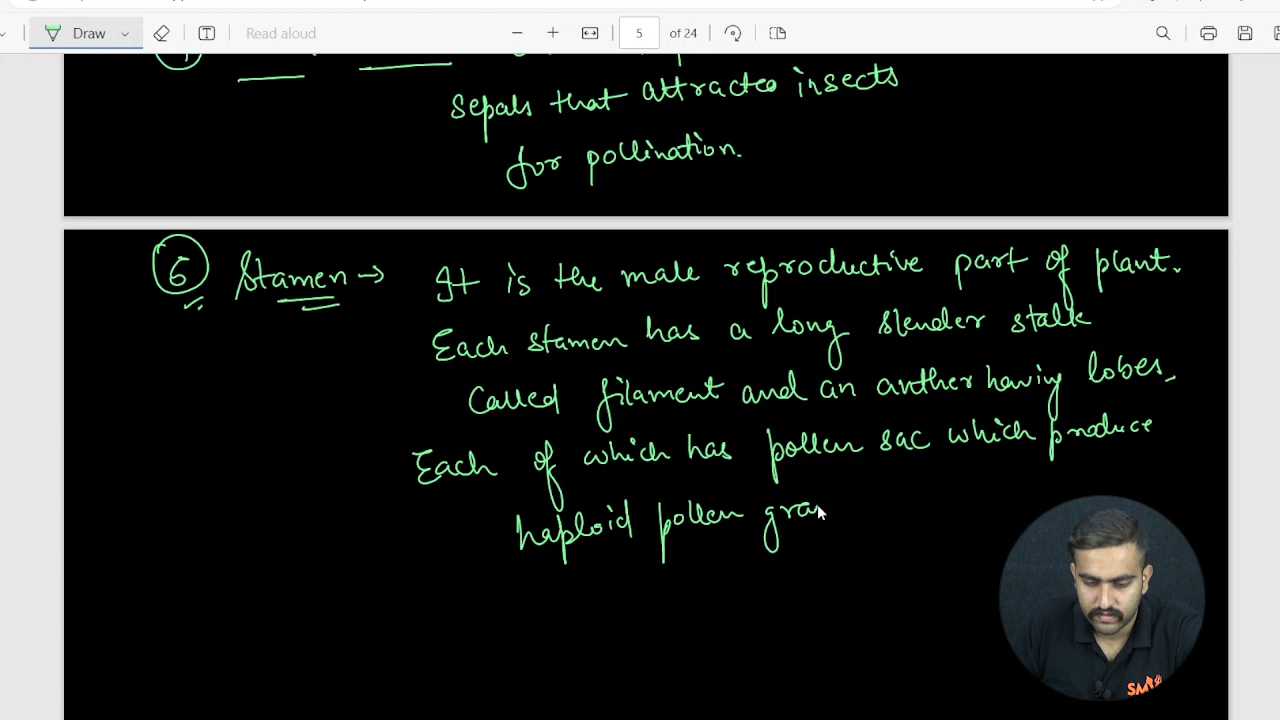 Draw
Read aloud
5 of 24
sepals that attracted insects
for pollination.
6 Stamen → It is the male reproductive part of plant.
Each stamen has a long slender stalk
Called filament and an anther having lobes.
Each of which has pollen sac which produce
haploid pollen gra